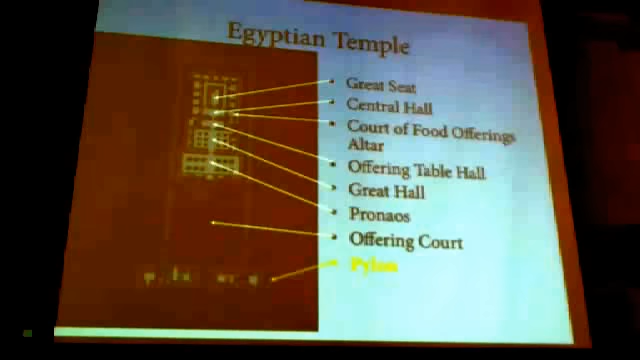 Egyptian Temple
Great Seat
Central Hall
Court of Food Offerings
Altar
Offering Table Hall
Great Hall
Pronaos
Offering Court
Pylon